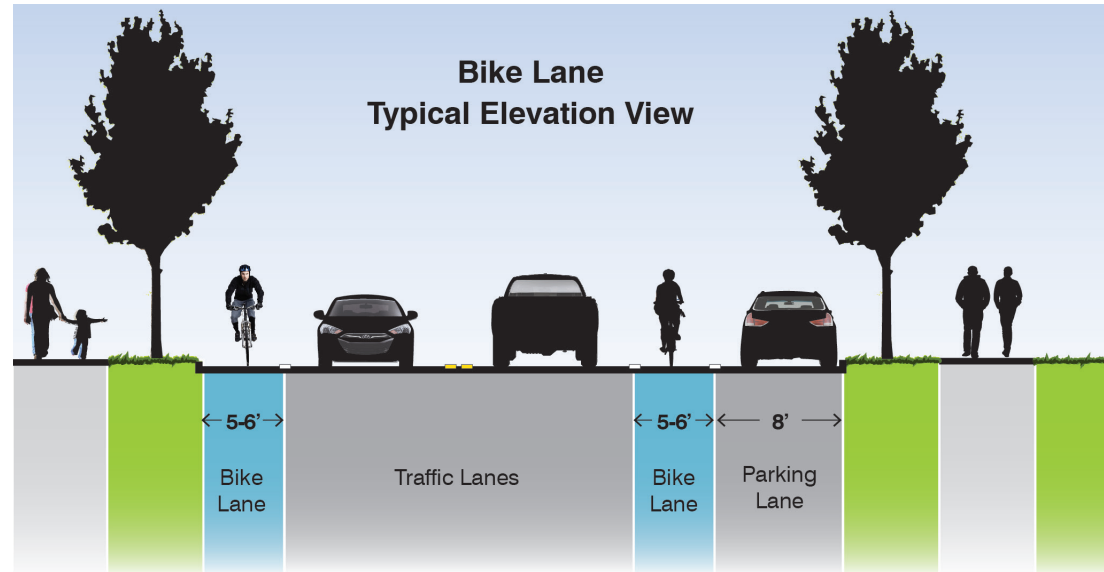 Bike Lane
Typical Elevation View
5-6’
5-6’
8’
Bike
Lane
Traffic Lanes
Bike
Lane
Parking
Lane